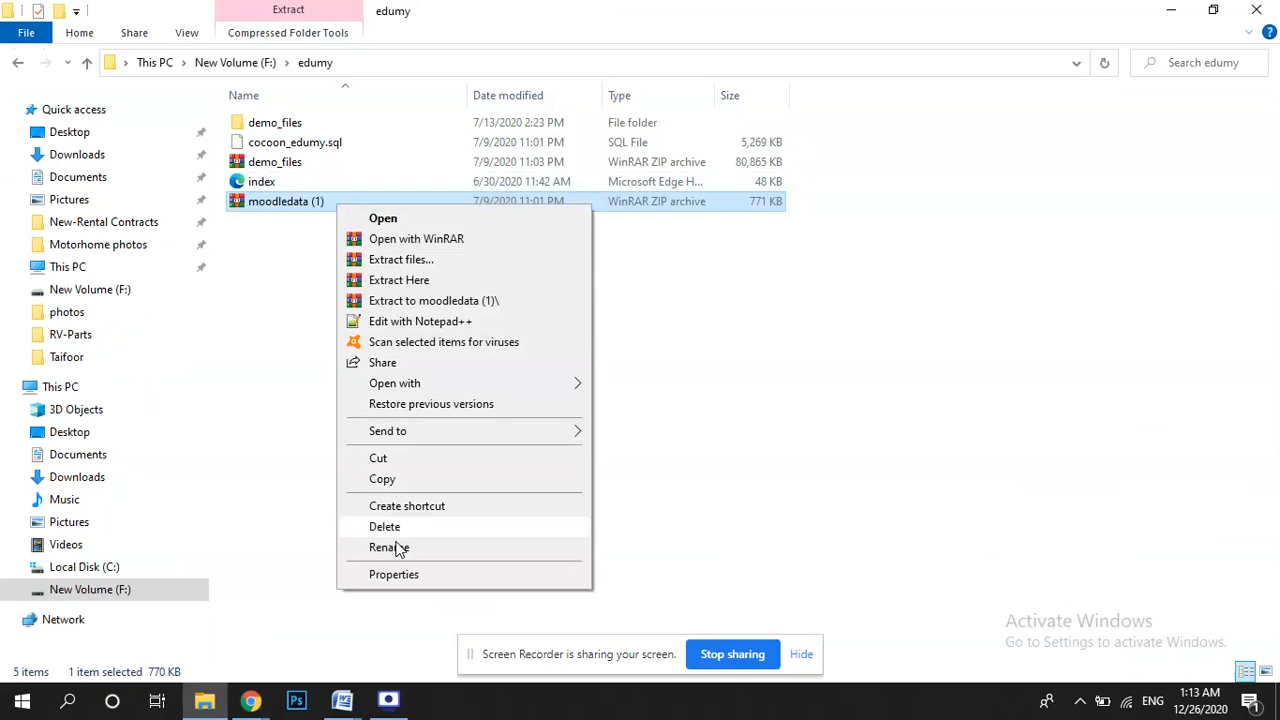 Extract
edumy
File
Home
Share
View
Compressed Folder Tools
This PC
New Volume (F:)
edumy
Search edumy
Name
Date modified
Type
Size
demo_files
7/13/2020 2:23 PM
File folder
cocoon_edumy.sql
7/9/2020 11:01 PM
SQL File
5,269 KB
demo_files
7/9/2020 11:03 PM
WinRAR ZIP archive
80,865 KB
index
6/30/2020 11:42 AM
Microsoft Edge H...
48 KB
moodledata (1)
7/9/2020 11:01 PM
WinRAR ZIP archive
771 KB
Quick access
Desktop
Downloads
Documents
Pictures
New-Rental Contracts
Motorhome photos
This PC
New Volume (F:)
photos
RV-Parts
Taifoor
This PC
3D Objects
Desktop
Documents
Downloads
Music
Pictures
Videos
Local Disk (C:)
New Volume (F:)
Network
Open
Open with WinRAR
Extract files...
Extract Here
Extract to moodledata (1)\
Edit with Notepad++
Scan selected items for viruses
Share
Open with
Restore previous versions
Send to
Cut
Copy
Create shortcut
Delete
Rename
Properties
Activate Windows
Go to Settings to activate Windows.
Screen Recorder is sharing your screen.
Stop sharing
Hide
5 items
1 item selected 770 KB
ENG
1:13 AM
12/26/2020
1